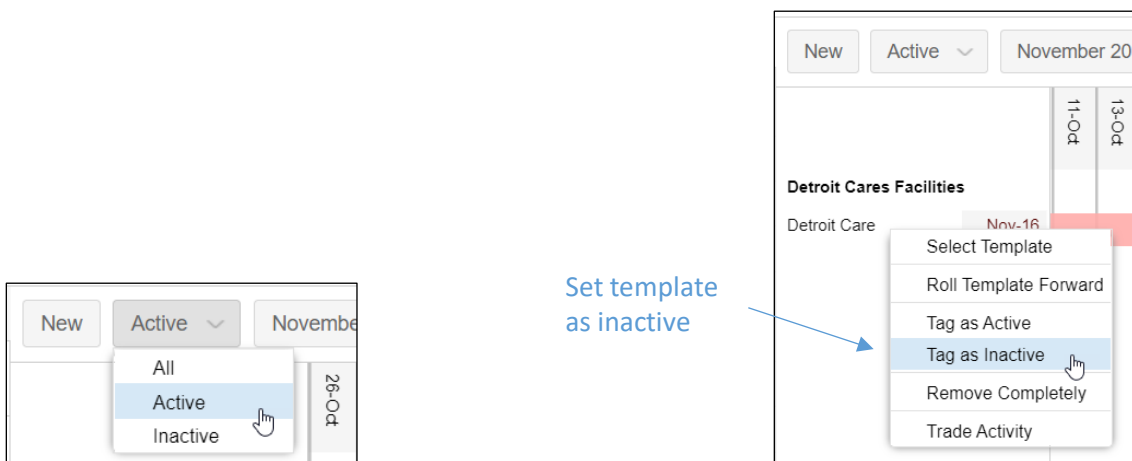 New Active Novembe
All
Active
Inactive
26-Oct
Set template
as inactive
New Active November 20
11-Oct
13-Oct
Detroit Cares Facilities
Detroit Care Nov-16
Select Template
Roll Template Forward
Tag as Active
Tag as Inactive
Remove Completely
Trade Activity